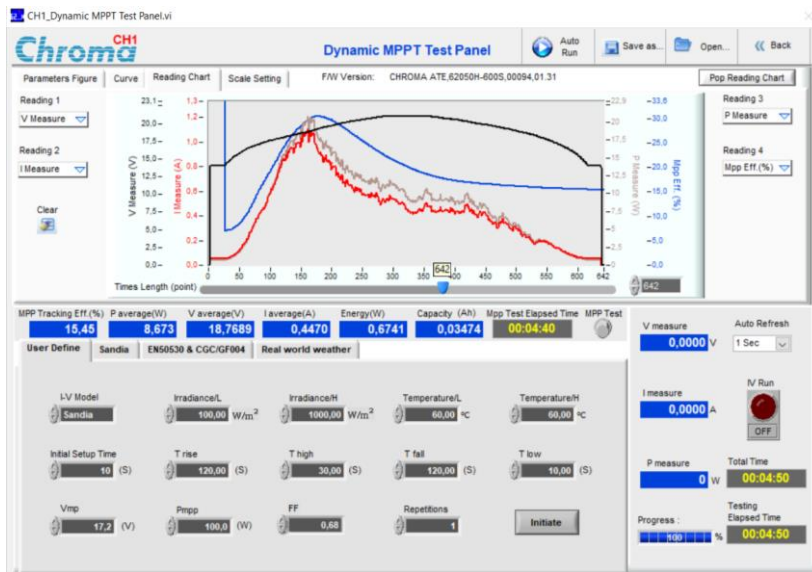 CH1_Dynamic MPPT Test Panel.vi
Chroma CH1
Dynamic MPPT Test Panel
Auto Run
Save as...
Open...
Back
Parameters Figure Curve Reading Chart Scale Setting
F/W Version: CHROMA ATE,62050H-600S,00094,01.31
Pop Reading Chart
Reading 1
V Measure
Reading 2
I Measure
Clear
V Measure (V)
23,1
20,0
17,5
15,0
12,5
10,0
7,5
5,0
2,5
0,0
I Measure (A)
1,3
1,2
1,0
0,8
0,6
0,4
0,2
0,0
22,9
20
17,5
15
12,5
10
7,5
5
2,5
0
P Measure (W)
33,6
30,0
25,0
20,0
15,0
10,0
5,0
0,0
Mpp Eff. (%)
Reading 3
P Measure
Reading 4
Mpp Eff.(%)
0 50 100 150 200 250 300 350 400 450 500 550 600 642
642
Times Length (point)
642
MPP Tracking Eff.(%) P average(W) V average(V) I average(A) Energy(W) Capacity (Ah) Mpp Test Elapsed Time MPP Test
15,45 8,673 18,7689 0,4470 0,6741 0,03474 00:04:40
User Define Sandia EN50530 & CGC/GF004 Real world weather
I-V Model Irradiance/L Irradiance/H Temperature/L Temperature/H
Sandia 100,00 W/m² 1000,00 W/m² 60,00 ºC 60,00 ºC
Initial Setup Time T rise T high T fall T low
10 (S) 120,00 (S) 30,00 (S) 120,00 (S) 10,00 (S)
Vmp Pmpp FF Repetitions
17,2 (V) 100,0 (W) 0,68 1
Initiate
V measure
0,0000 V
Auto Refresh
1 Sec
I measure
0,0000 A
IV Run
OFF
P measure
0 W
Total Time
00:04:50
Progress :
100 %
Testing
Elapsed Time
00:04:50